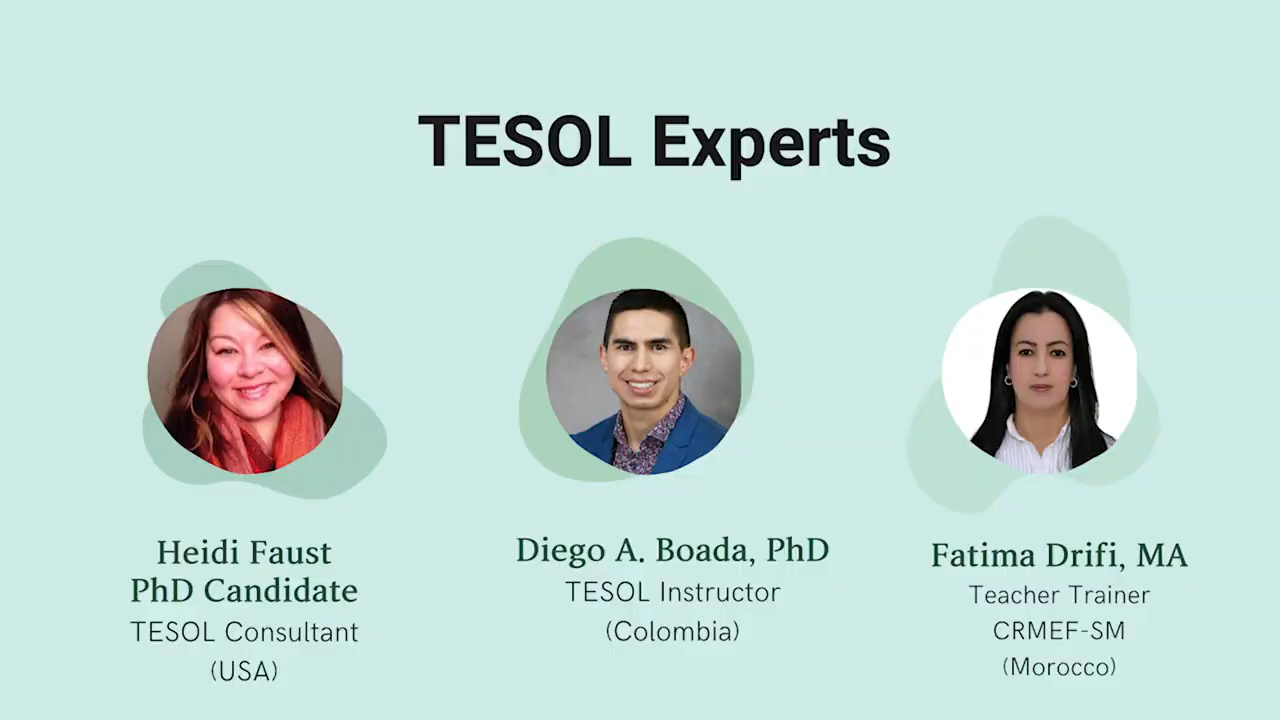 TESOL Experts
Heidi Faust
PhD Candidate
TESOL Consultant
(USA)
Diego A. Boada, PhD
TESOL Instructor
(Colombia)
Fatima Drifi, MA
Teacher Trainer
CRMEF-SM
(Morocco)